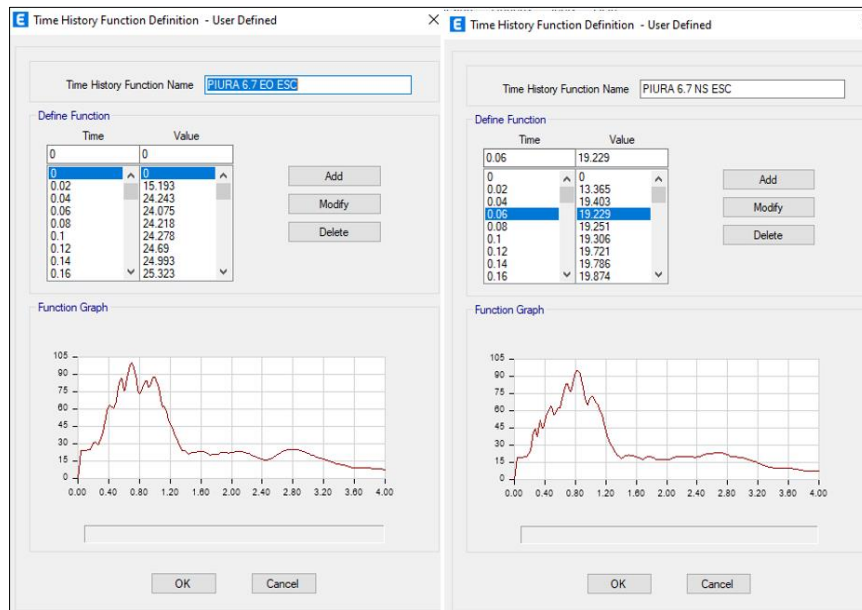 E Time History Function Definition - User Defined
Time History Function Name PIURA 6.7 EO ESC
Define Function
Time Value
0 0
0 0
0.02 15.193
0.04 24.243
0.06 24.075
0.08 24.218
0.1 24.278
0.12 24.69
0.14 24.993
0.16 25.323
Add
Modify
Delete
Function Graph
105
90
75
60
45
30
15
0
0.00 0.40 0.80 1.20 1.60 2.00 2.40 2.80 3.20 3.60 4.00
OK Cancel
E Time History Function Definition - User Defined
Time History Function Name PIURA 6.7 NS ESC
Define Function
Time Value
0.06 19.229
0 0
0.02 13.365
0.04 19.403
0.06 19.229
0.08 19.251
0.1 19.306
0.12 19.721
0.14 19.786
0.16 19.874
Add
Modify
Delete
Function Graph
105
90
75
60
45
30
15
0
0.00 0.40 0.80 1.20 1.60 2.00 2.40 2.80 3.20 3.60 4.00
OK Cancel